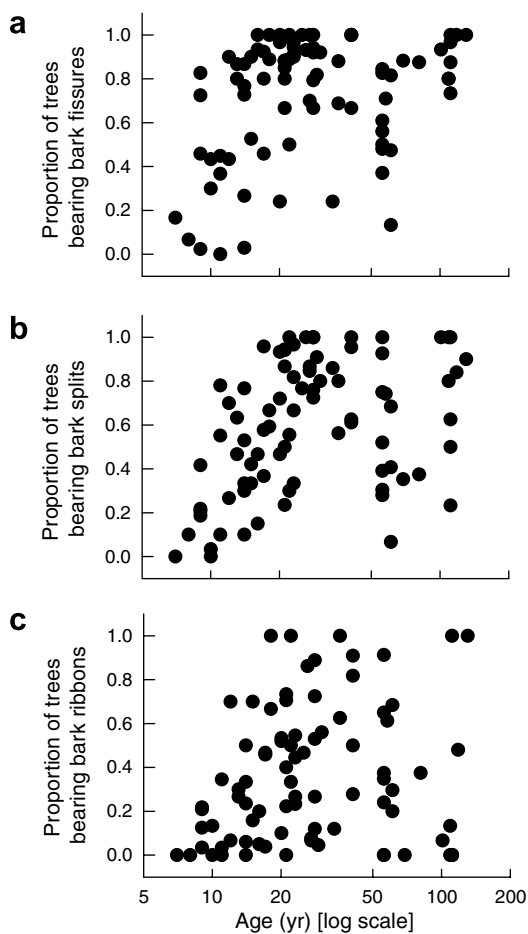 a
Proportion of trees
bearing bark fissures
1.0
0.8
0.6
0.4
0.2
0.0
b
Proportion of trees
bearing bark splits
1.0
0.8
0.6
0.4
0.2
0.0
c
Proportion of trees
bearing bark ribbons
1.0
0.8
0.6
0.4
0.2
0.0
5 10 20 50 100 200
Age (yr) [log scale]